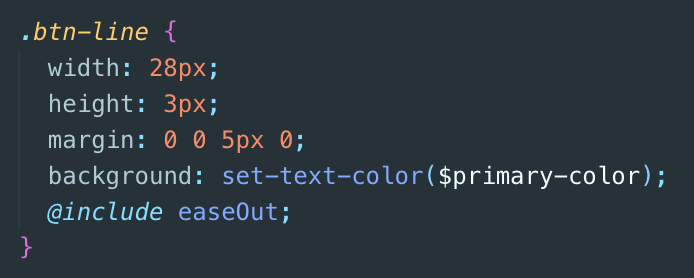 .btn-line {
  width: 28px;
  height: 3px;
  margin: 0 0 5px 0;
  background: set-text-color($primary-color);
  @include easeOut;
}